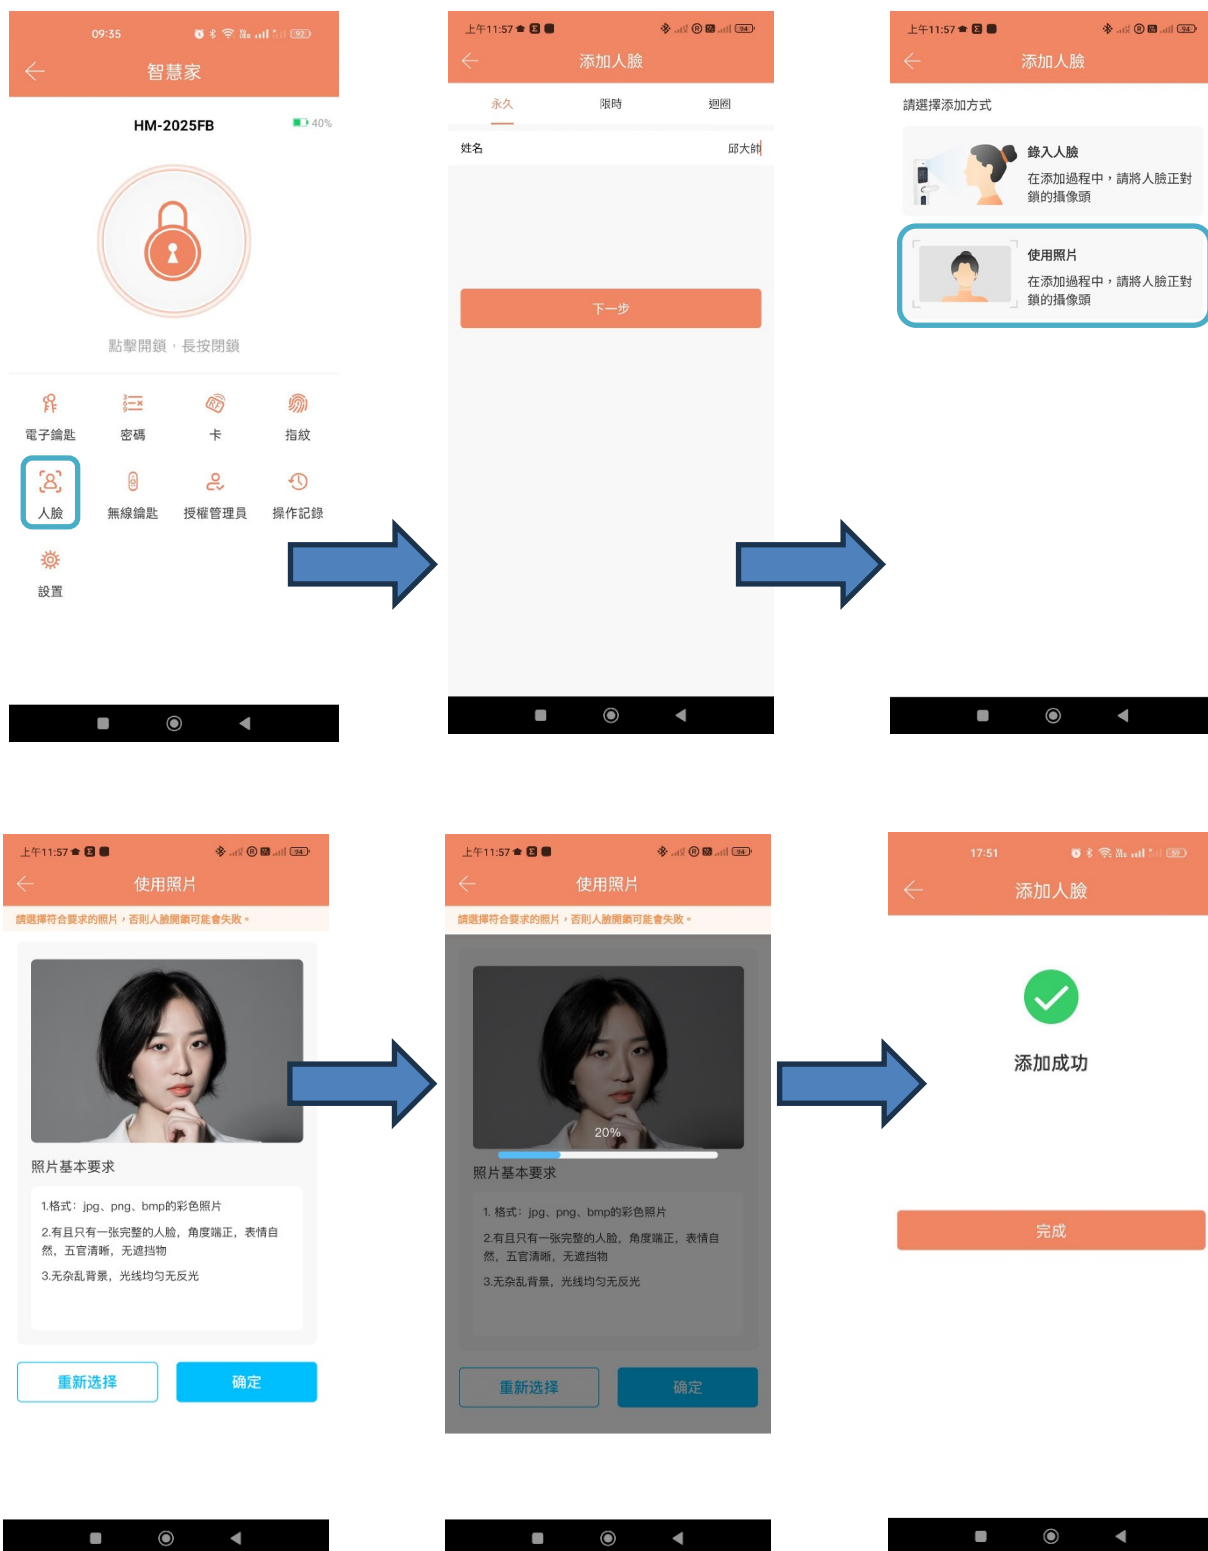 09:35
92
智慧家
HM-2025FB
40%
點擊開鎖，長按閉鎖
電子鑰匙
密碼
卡
指紋
人臉
無線鑰匙
授權管理員
操作記錄
設置
上午11:57
94
添加人臉
永久
限時
迴圈
姓名
邱大帥
下一步
上午11:57
94
添加人臉
請選擇添加方式
錄入人臉
在添加過程中，請將人臉正對
鎖的攝像頭
使用照片
在添加過程中，請將人臉正對
鎖的攝像頭
上午11:57
94
使用照片
請選擇符合要求的照片，否則人臉開鎖可能會失敗。
照片基本要求
1.格式：jpg、png、bmp的彩色照片
2.有且只有一张完整的人脸，角度端正，表情自
然，五官清晰，无遮挡物
3.无杂乱背景，光线均匀无反光
重新选择
确定
上午11:57
94
使用照片
請選擇符合要求的照片，否則人臉開鎖可能會失敗。
20%
照片基本要求
1. 格式：jpg、png、bmp的彩色照片
2.有且只有一张完整的人脸，角度端正，表情自
然，五官清晰，无遮挡物
3.无杂乱背景，光线均匀无反光
重新选择
确定
17:51
59
添加人臉
添加成功
完成